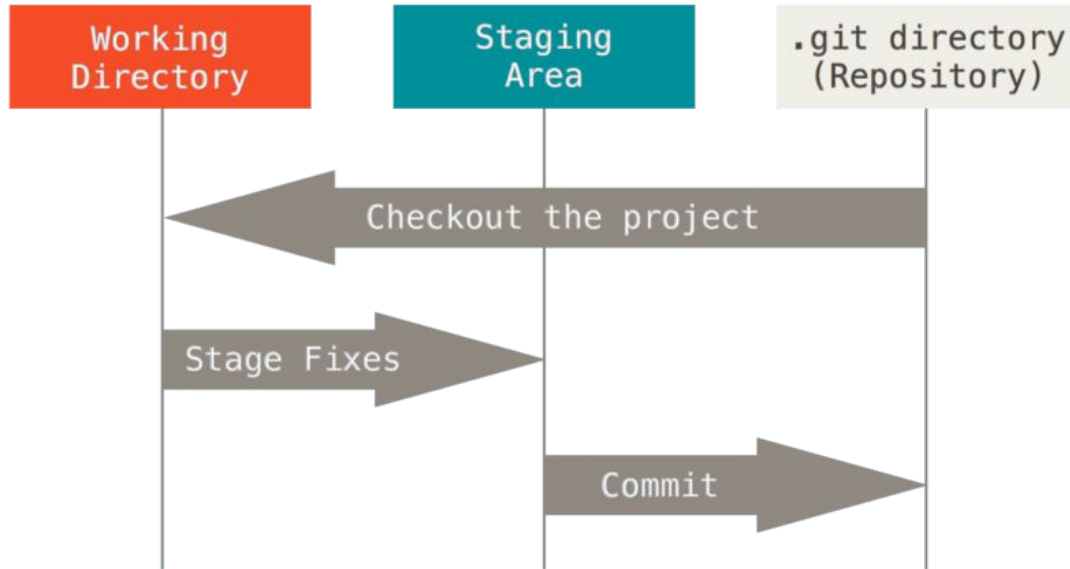 Working
Directory
Staging
Area
.git directory
(Repository)
Checkout the project
Stage Fixes
Commit